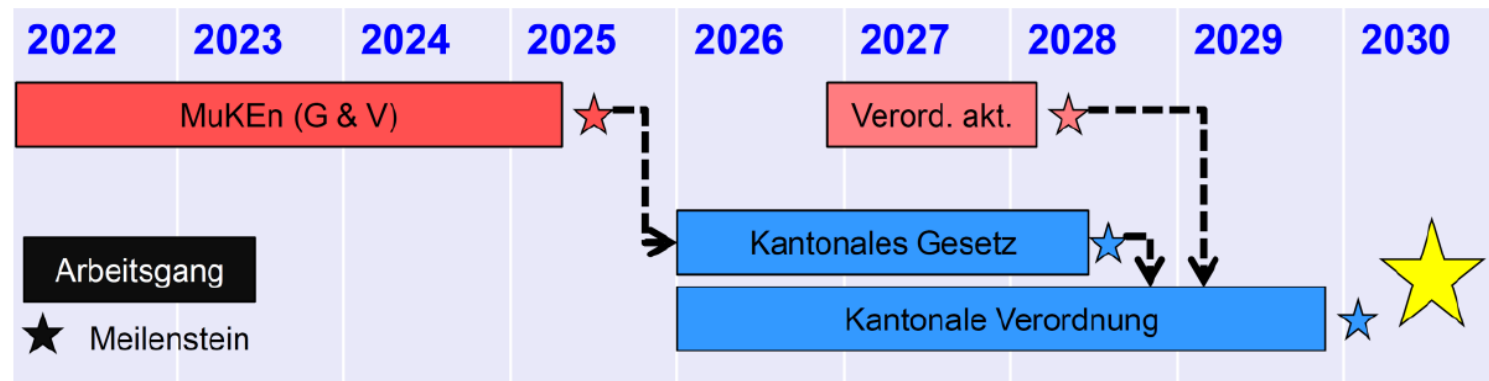 2022 2023 2024 2025 2026 2027 2028 2029 2030
MuKEn (G & V) Verord. akt.
Kantonales Gesetz
Arbeitsgang
Kantonale Verordnung
Meilenstein